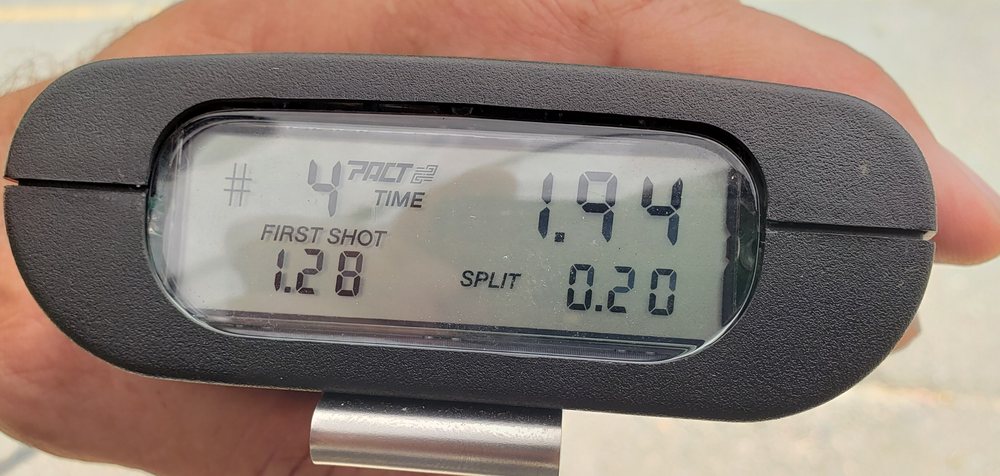 # 4 PACT TIME 1.94
FIRST SHOT
1.28 SPLIT 0.20